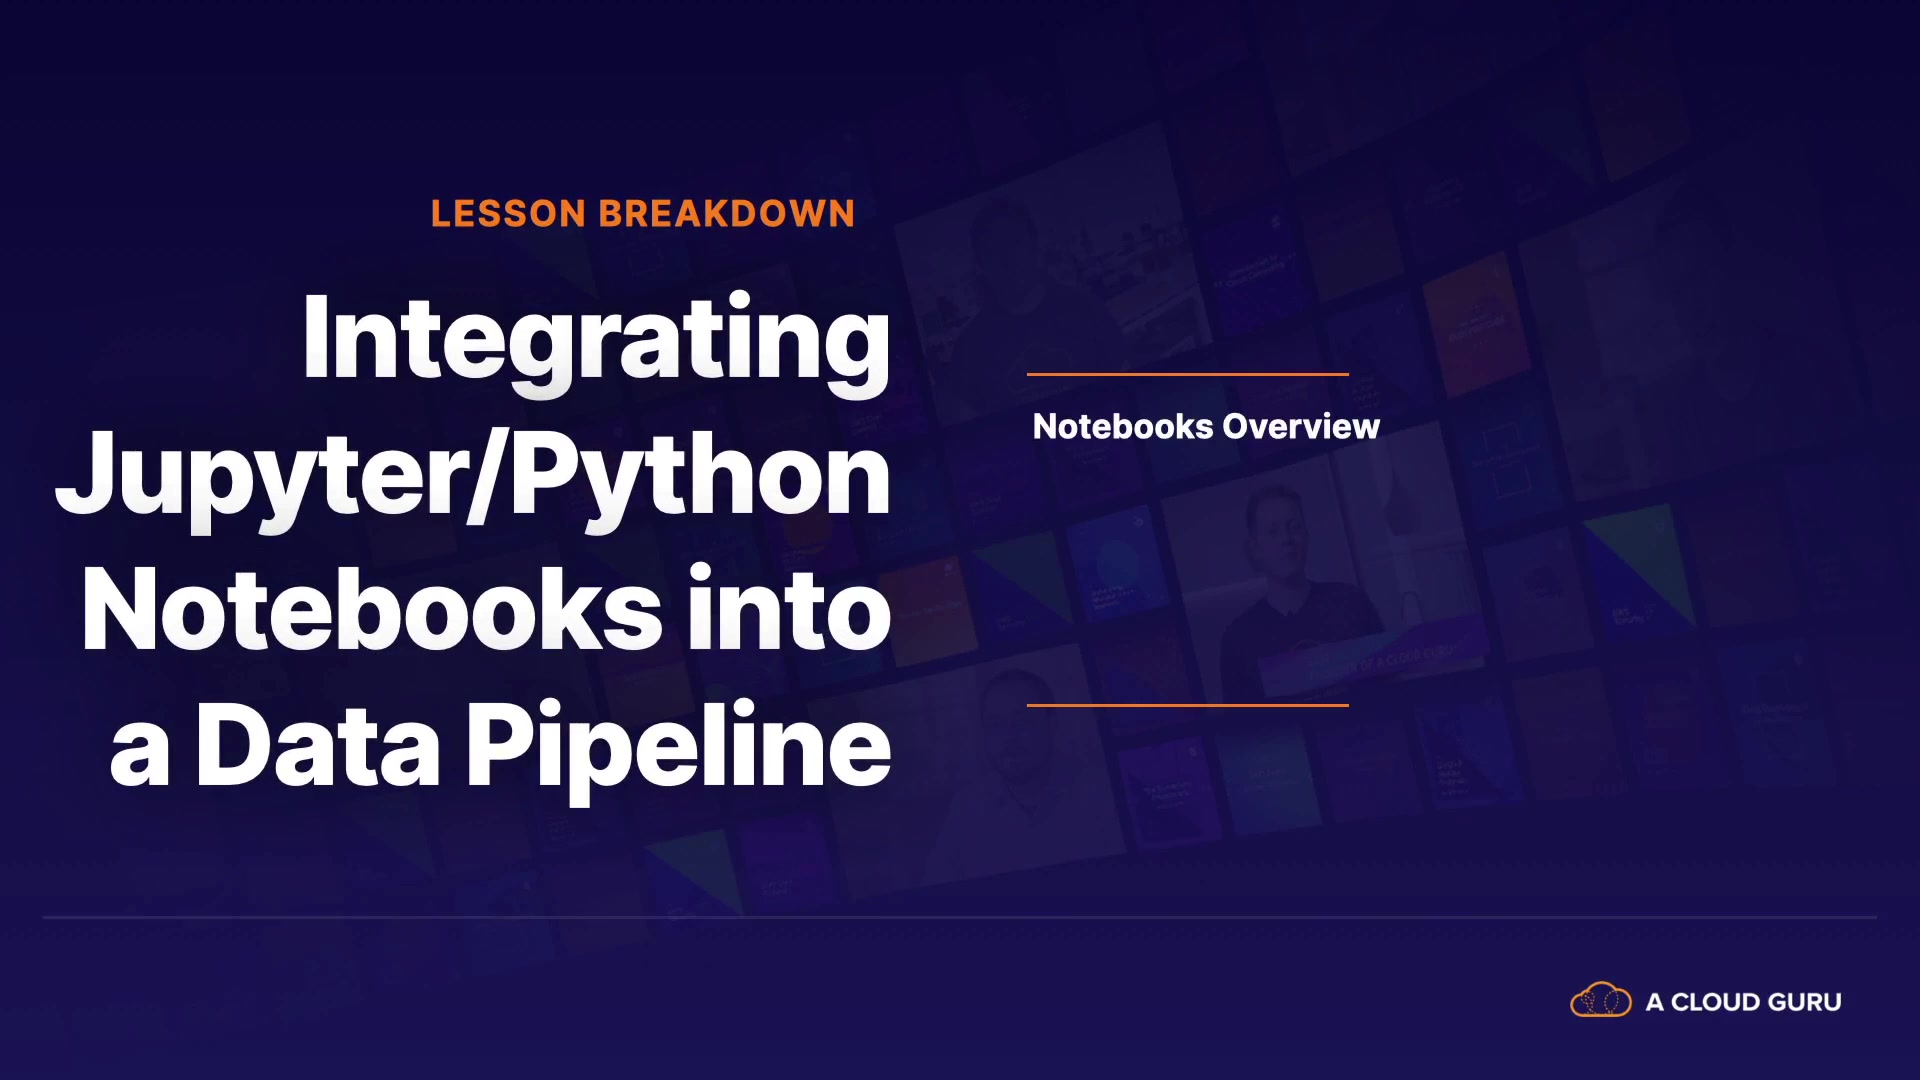 LESSON BREAKDOWN
Integrating
Jupyter/Python
Notebooks into
a Data Pipeline
Notebooks Overview
A CLOUD GURU